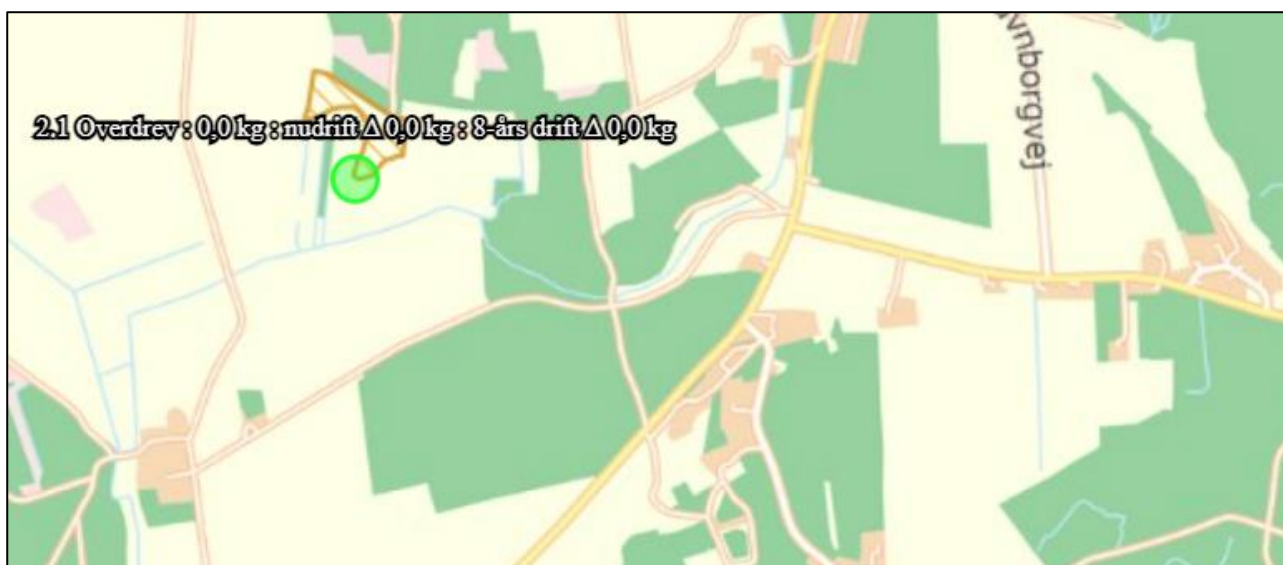 vnborgvej
2.1 Overdrev : 0,0 kg : nudrift Δ 0,0 kg : 8-års drift Δ 0,0 kg